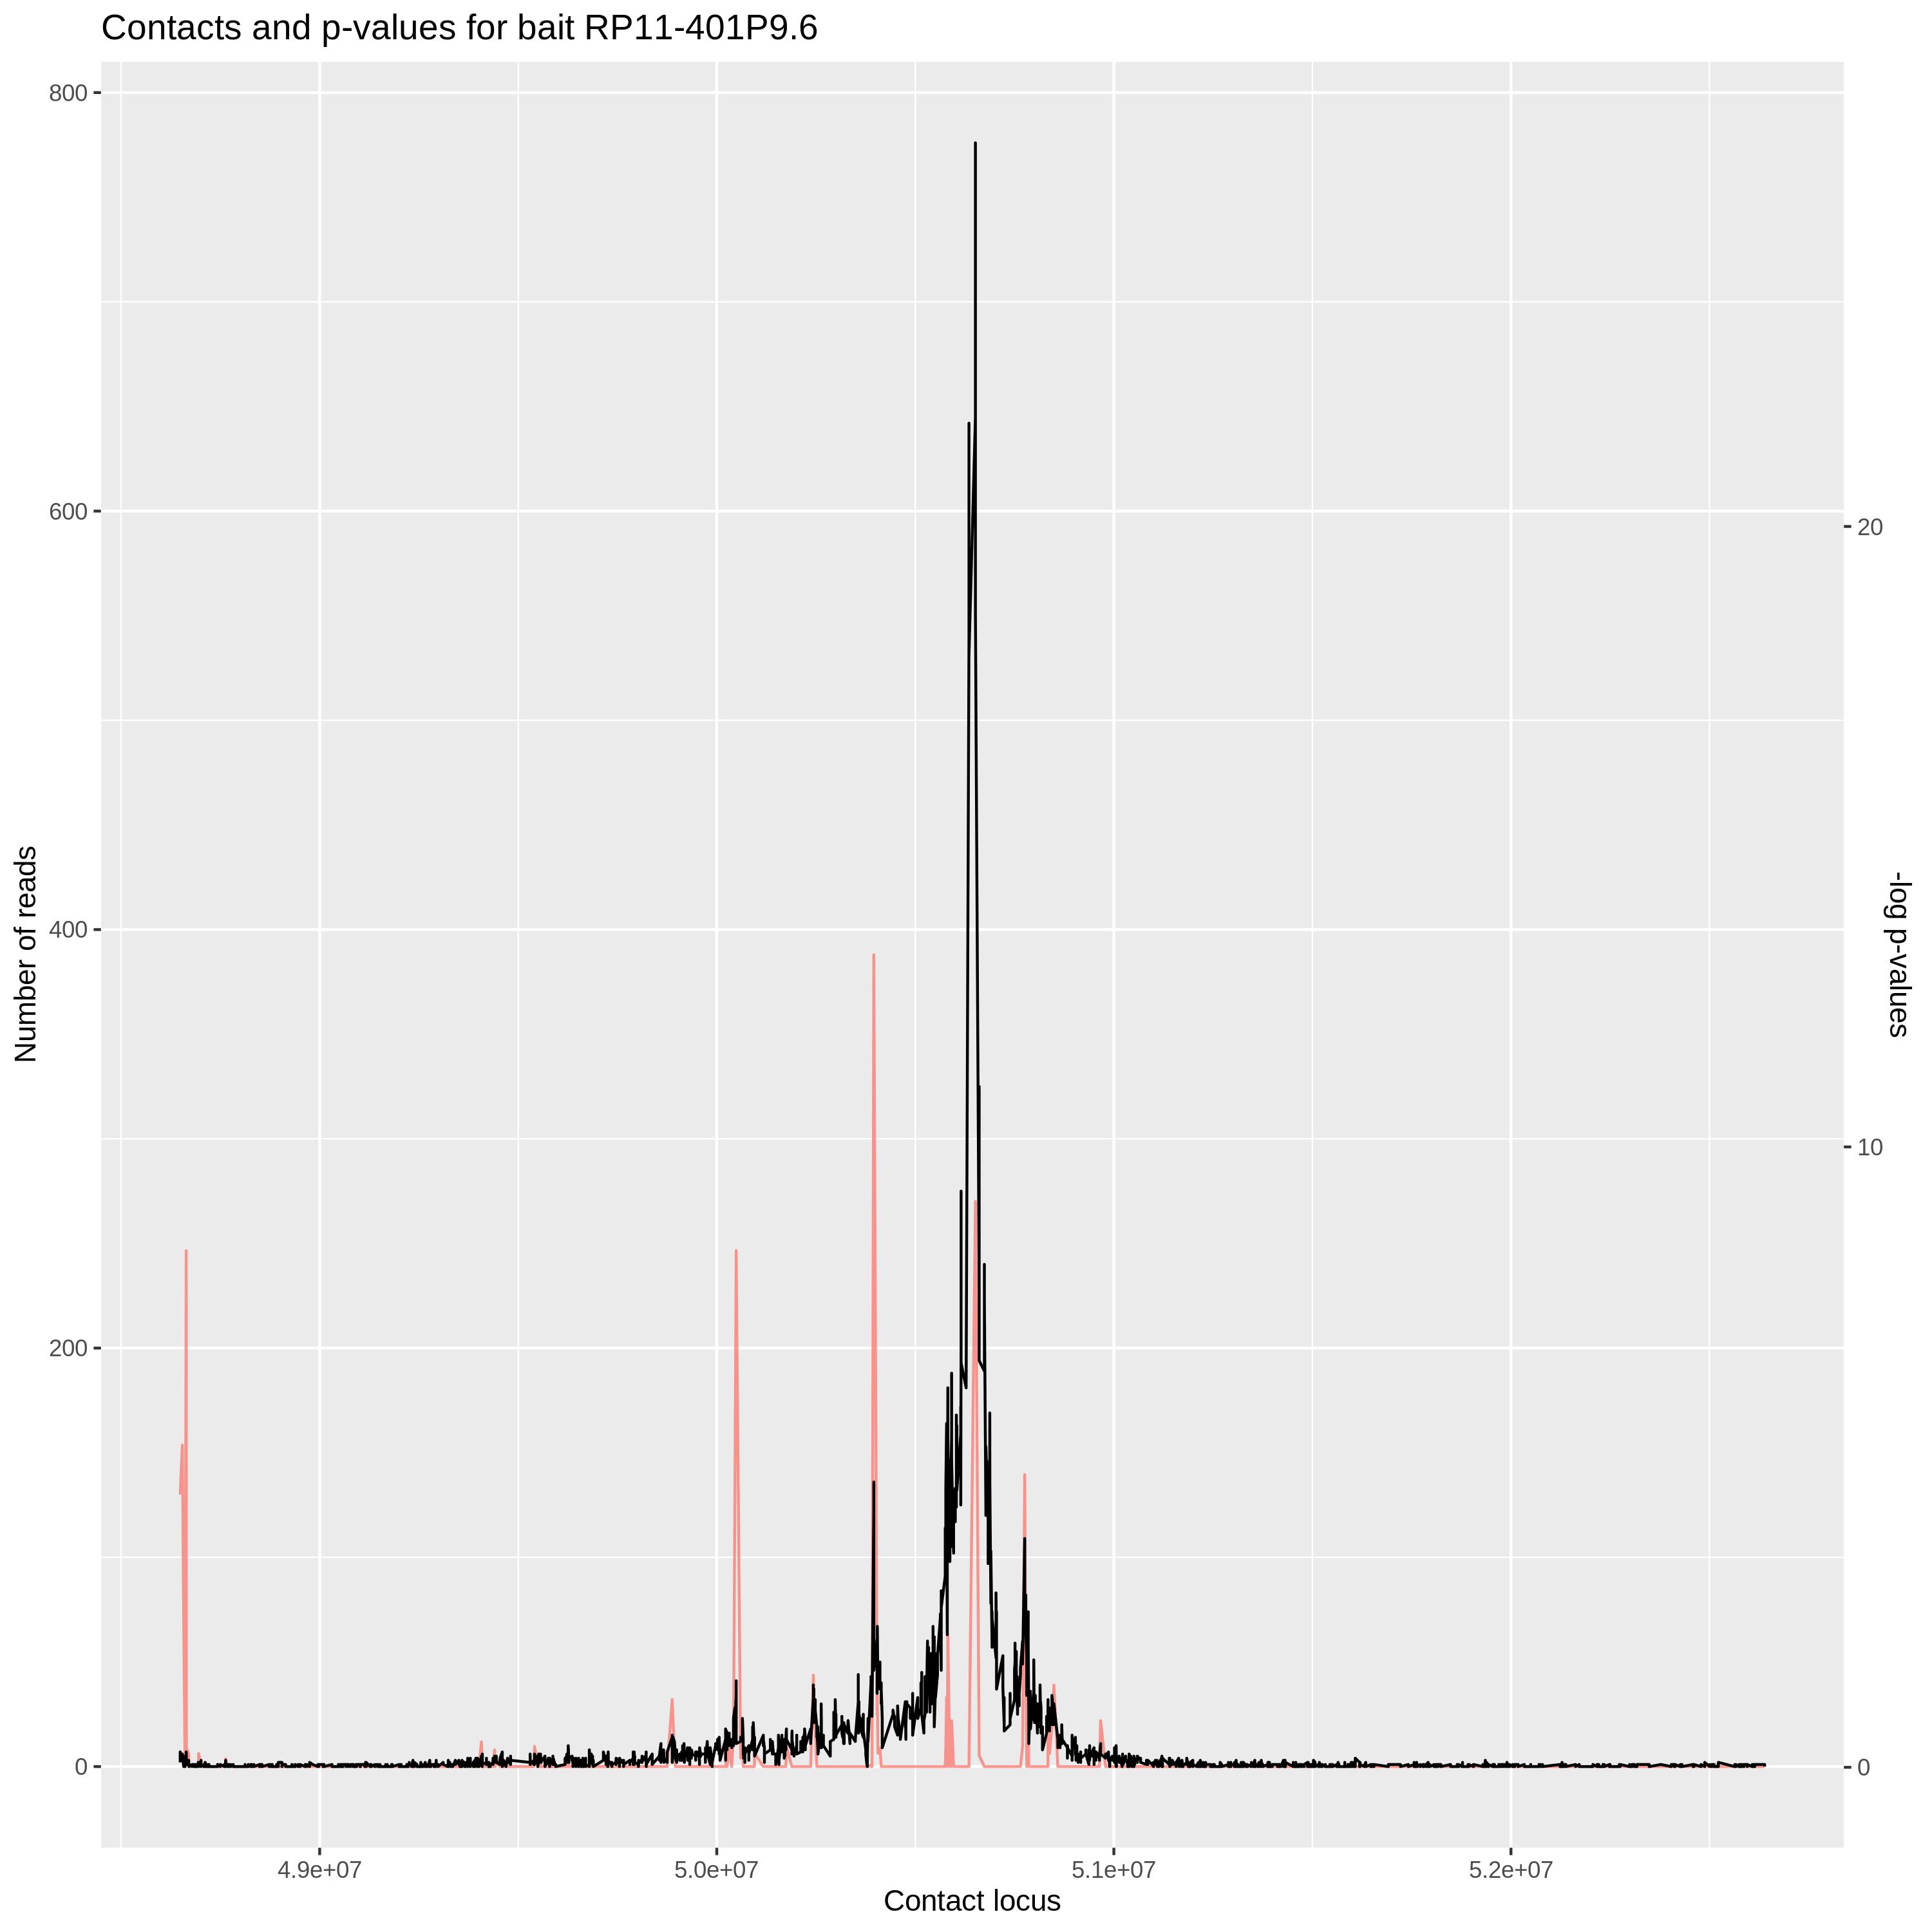 Contacts and p-values for bait RP11-401P9.6
800
600
400
200
0
Number of reads
20
10
0
-log p-values
4.9e+07 5.0e+07 5.1e+07 5.2e+07
Contact locus